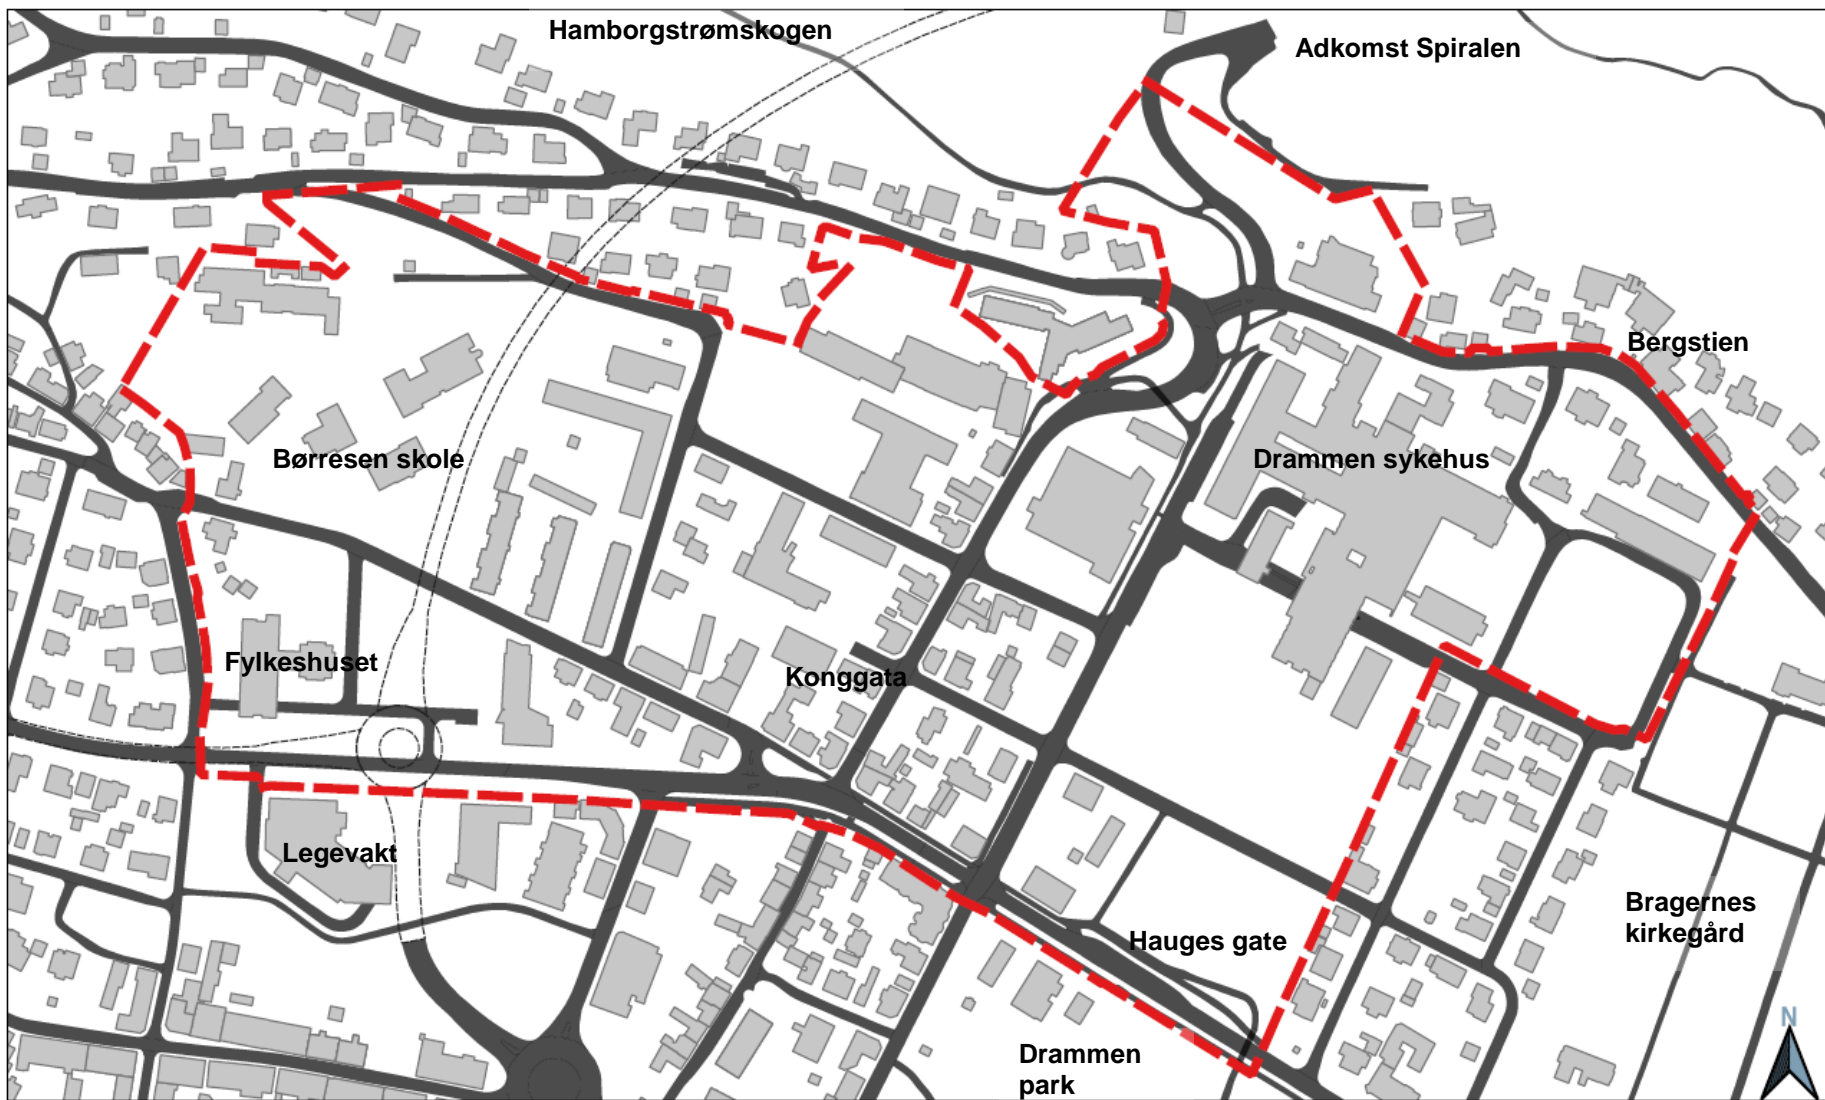 Hamborgstrømskogen
Adkomst Spiralen
Bergstien
Børresen skole
Drammen sykehus
Fylkeshuset
Konggata
Legevakt
Bragernes
kirkegård
Hauges gate
Drammen
park
N